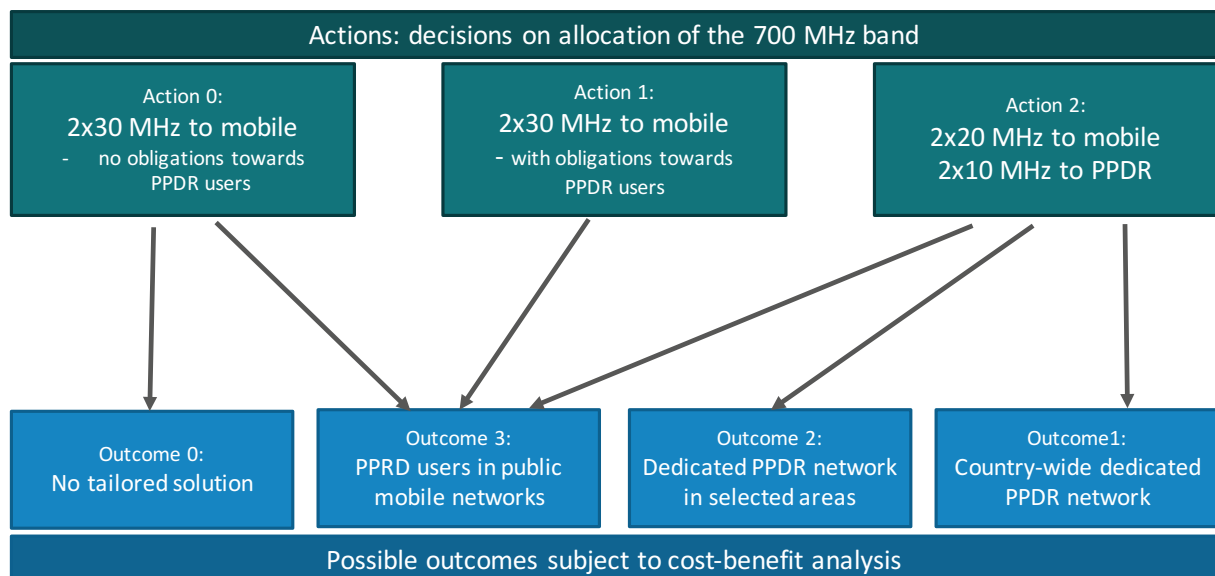 Actions: decisions on allocation of the 700 MHz band
Action 0:
2x30 MHz to mobile
- no obligations towards
PPDR users
Action 1:
2x30 MHz to mobile
- with obligations towards
PPDR users
Action 2:
2x20 MHz to mobile
2x10 MHz to PPDR
Outcome 0:
No tailored solution
Outcome 3:
PPRD users in public
mobile networks
Outcome 2:
Dedicated PPDR network
in selected areas
Outcome1:
Country-wide dedicated
PPDR network
Possible outcomes subject to cost-benefit analysis